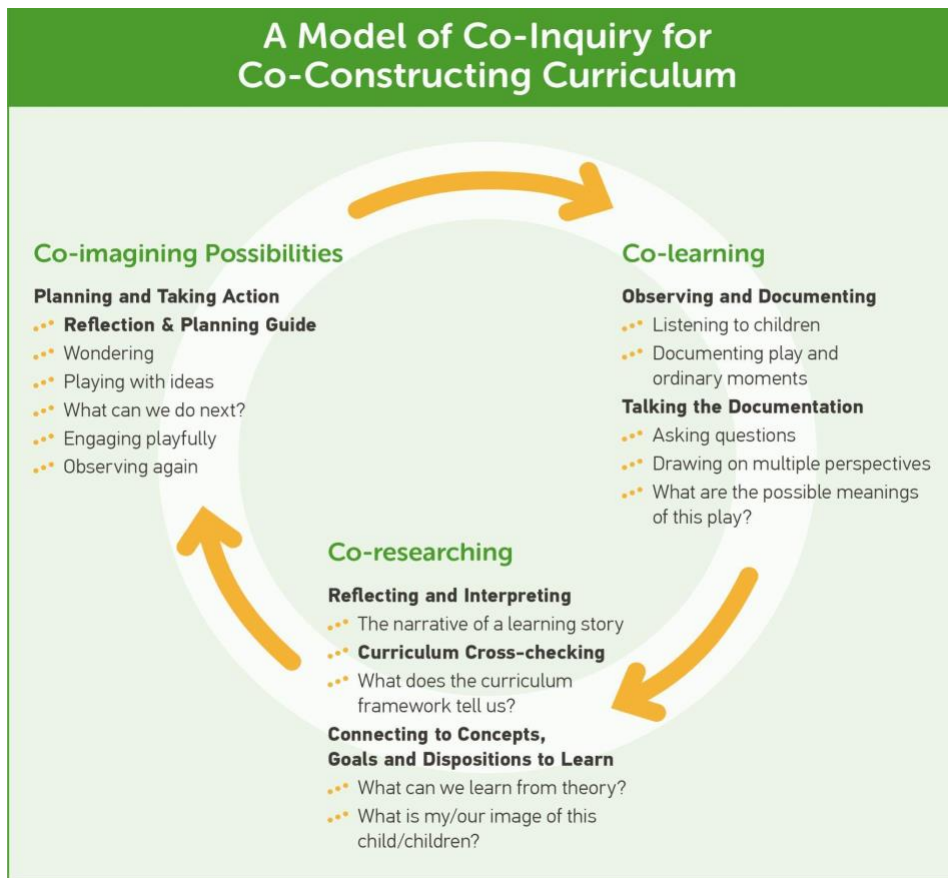 A Model of Co-Inquiry for
Co-Constructing Curriculum
Co-imagining Possibilities
Planning and Taking Action
Reflection & Planning Guide
Wondering
Playing with ideas
What can we do next?
Engaging playfully
Observing again
Co-learning
Observing and Documenting
Listening to children
Documenting play and
ordinary moments
Talking the Documentation
Asking questions
Drawing on multiple perspectives
What are the possible meanings
of this play?
Co-researching
Reflecting and Interpreting
The narrative of a learning story
Curriculum Cross-checking
What does the curriculum
framework tell us?
Connecting to Concepts,
Goals and Dispositions to Learn
What can we learn from theory?
What is my/our image of this
child/children?